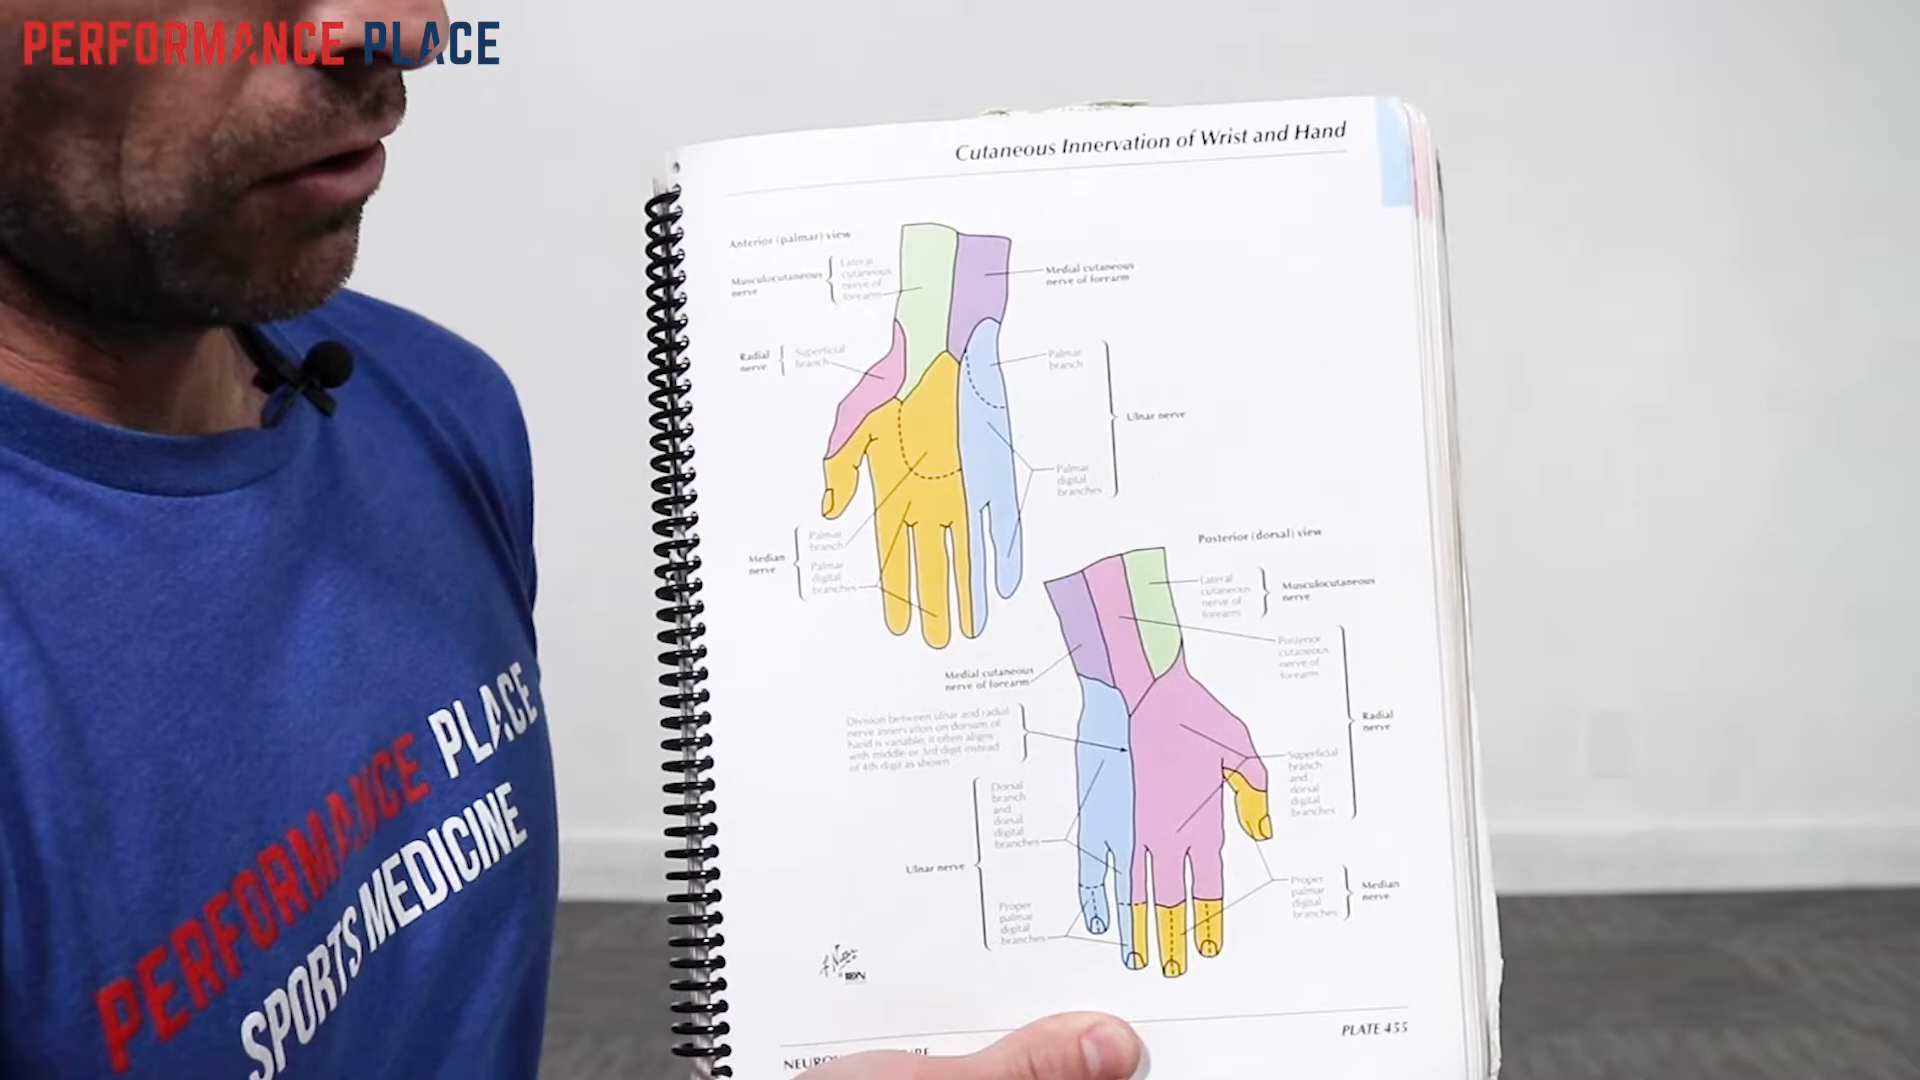 PERFORMANCE PLACE
Cutaneous Innervation of Wrist and Hand
Anterior (palmar) view
Musculocutaneous
nerve
Lateral
cutaneous
nerve of
forearm
Medial cutaneous
nerve of forearm
Radial
nerve
Superficial
branch
Palmar
branch
Ulnar nerve
Palmar
digital
branches
Median
nerve
Palmar
branch
Palmar
digital
branches
Posterior (dorsal) view
Lateral
cutaneous
nerve of
forearm
Musculocutaneous
nerve
Posterior
cutaneous
nerve of
forearm
Medial cutaneous
nerve of forearm
Division between ulnar and radial
nerve innervation on dorsum of
hand is variable; it often aligns
with middle or 3rd digit instead
of 4th digit as shown
Radial
nerve
Superficial
branch
and
dorsal
digital
branches
Dorsal
branch
and
dorsal
digital
branches
Ulnar nerve
Proper
palmar
digital
branches
Proper
palmar
digital
branches
Median
nerve
PLATE 455
PERFORMANCE PLACE
SPORTS MEDICINE